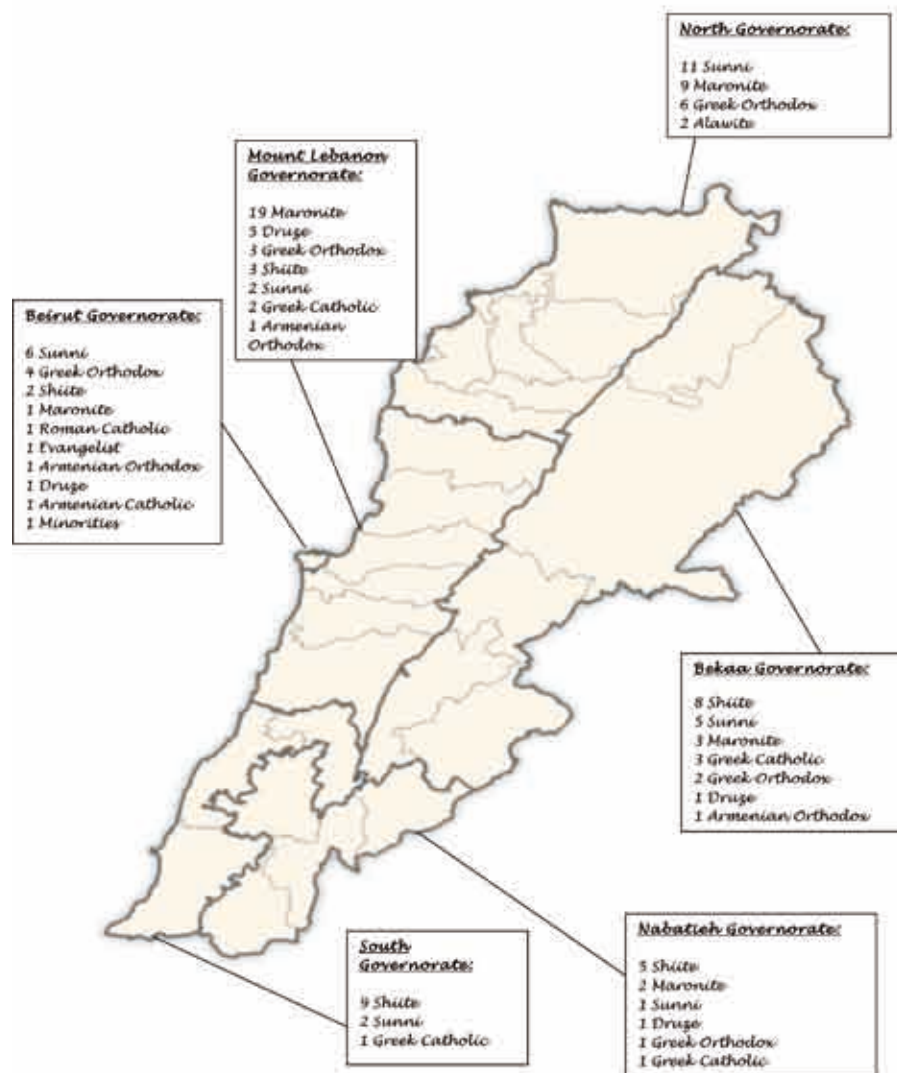 North Governorate:
11 Sunni
9 Maronite
6 Greek Orthodox
2 Alawite
Mount Lebanon
Governorate:
19 Maronite
5 Druze
3 Greek Orthodox
3 Shiite
2 Sunni
2 Greek Catholic
1 Armenian
Orthodox
Beirut Governorate:
6 Sunni
4 Greek Orthodox
2 Shiite
1 Maronite
1 Roman Catholic
1 Evangelist
1 Armenian Orthodox
1 Druze
1 Armenian Catholic
1 Minorities
Bekaa Governorate:
8 Shiite
5 Sunni
3 Maronite
3 Greek Catholic
2 Greek Orthodox
1 Druze
1 Armenian Orthodox
South
Governorate:
9 Shiite
2 Sunni
1 Greek Catholic
Nabatieh Governorate:
5 Shiite
2 Maronite
1 Sunni
1 Druze
1 Greek Orthodox
1 Greek Catholic